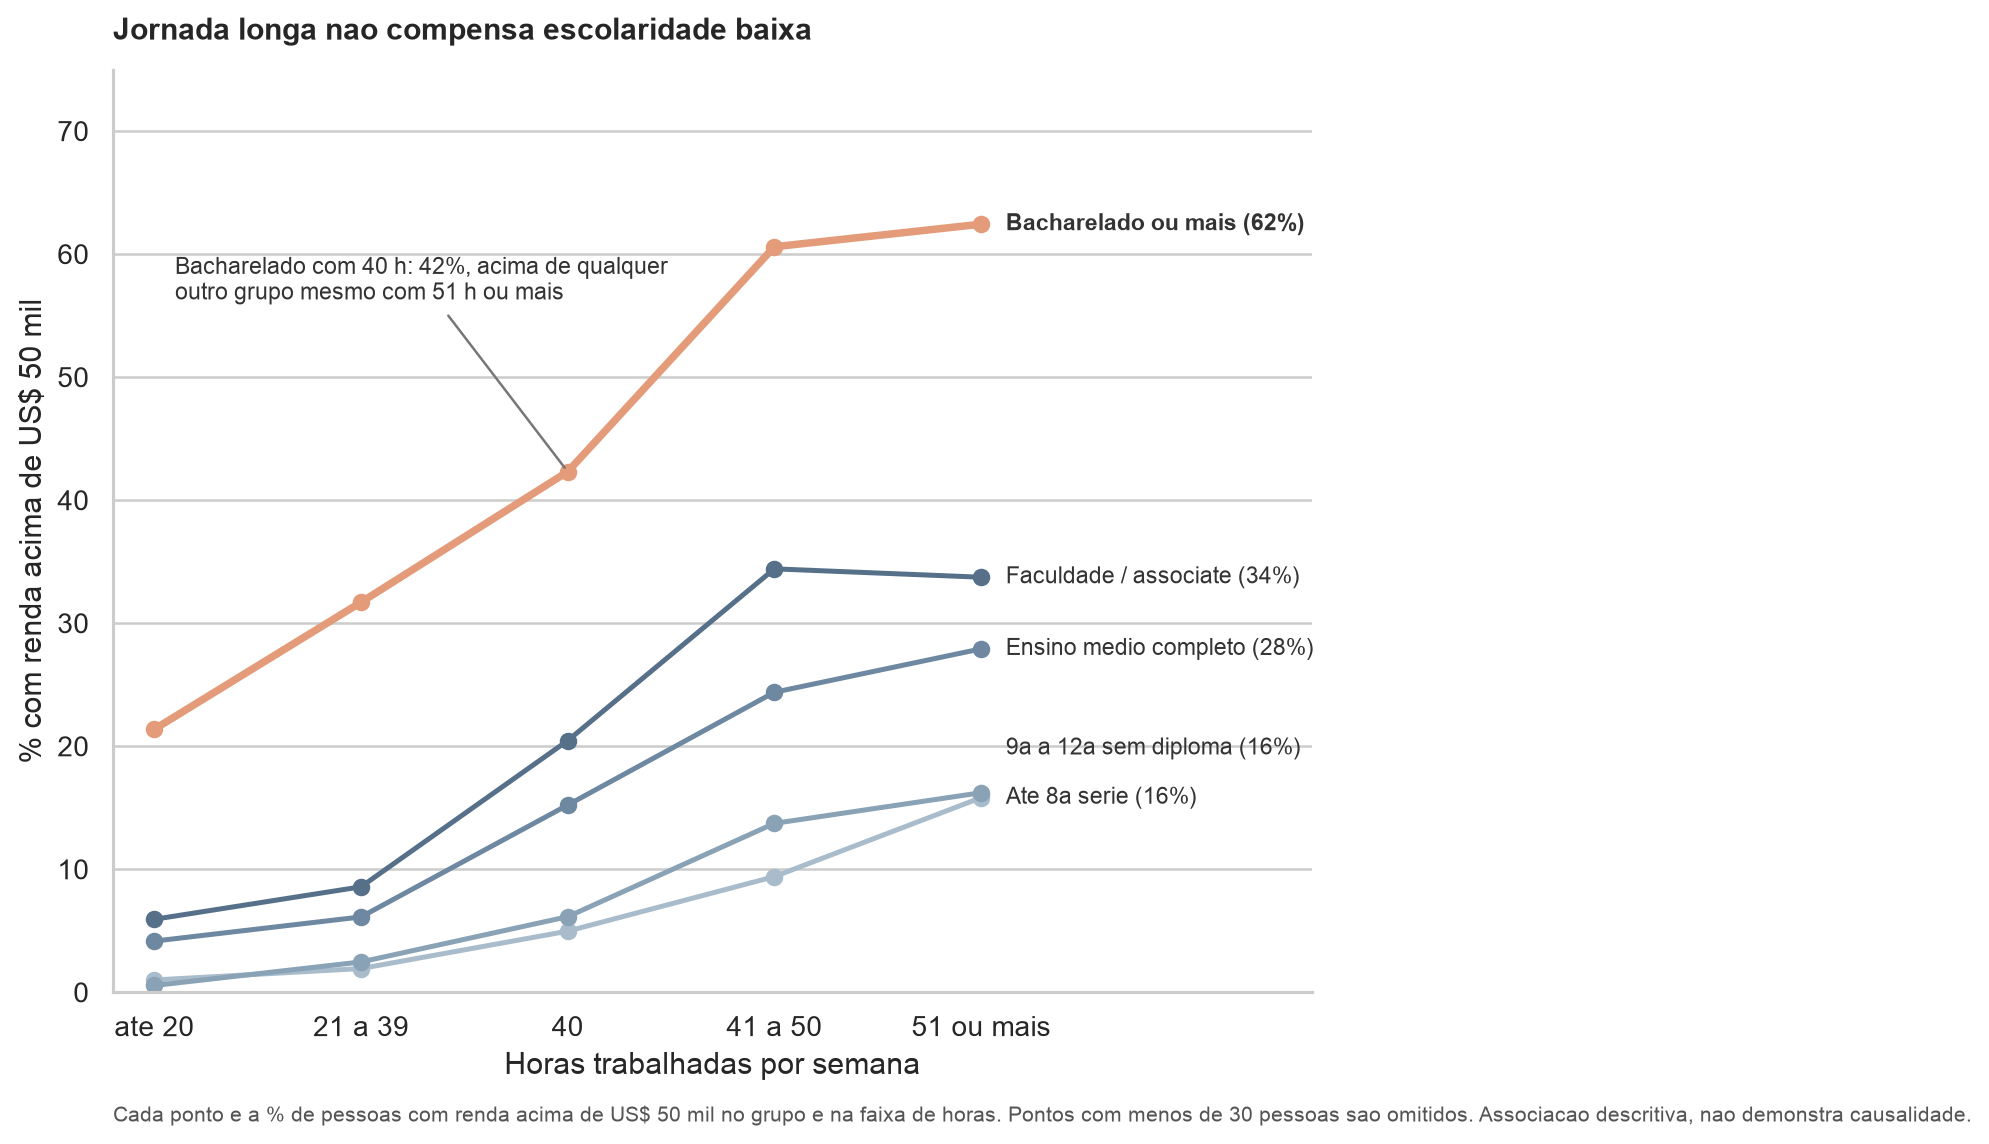 Jornada longa nao compensa escolaridade baixa
% com renda acima de US$ 50 mil
70
60
50
40
30
20
10
0
Bacharelado com 40 h: 42%, acima de qualquer
outro grupo mesmo com 51 h ou mais
Bacharelado ou mais (62%)
Faculdade / associate (34%)
Ensino medio completo (28%)
9a a 12a sem diploma (16%)
Ate 8a serie (16%)
ate 20
21 a 39
40
41 a 50
51 ou mais
Horas trabalhadas por semana
Cada ponto e a % de pessoas com renda acima de US$ 50 mil no grupo e na faixa de horas. Pontos com menos de 30 pessoas sao omitidos. Associacao descritiva, nao demonstra causalidade.